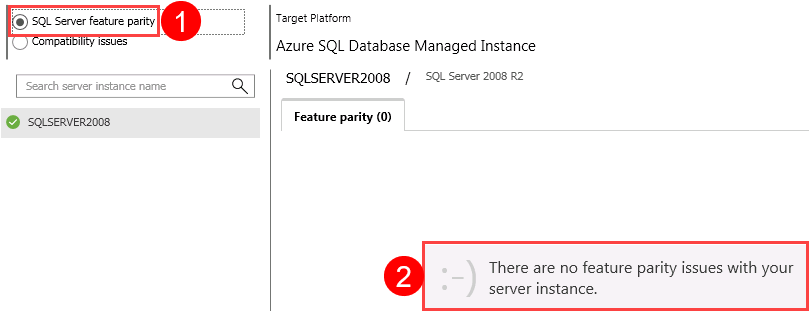 SQL Server feature parity
1
Compatibility issues
Search server instance name
SQLSERVER2008
Target Platform
Azure SQL Database Managed Instance
SQLSERVER2008 / SQL Server 2008 R2
Feature parity (0)
2
:-) There are no feature parity issues with your
server instance.